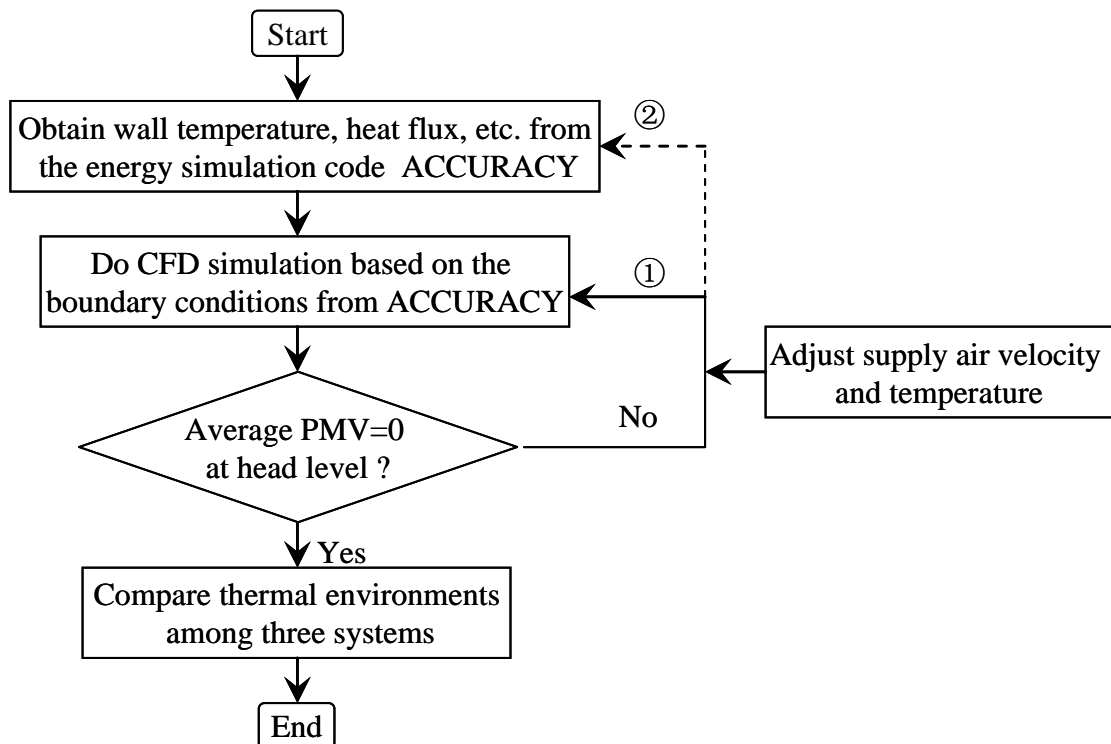 Start
Obtain wall temperature, heat flux, etc. from
the energy simulation code ACCURACY
②
Do CFD simulation based on the
boundary conditions from ACCURACY
①
Adjust supply air velocity
and temperature
Average PMV=0
at head level ?
No
Yes
Compare thermal environments
among three systems
End